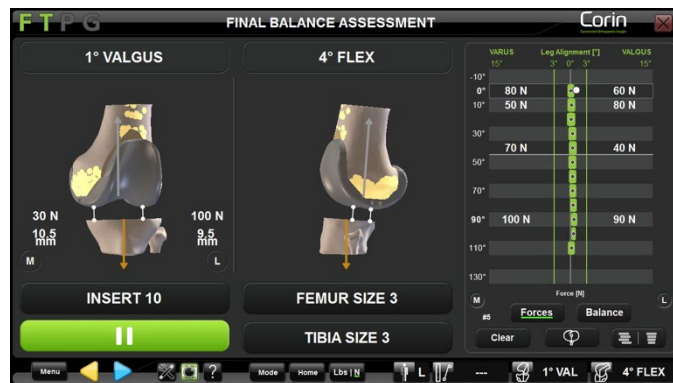 FTPG
FINAL BALANCE ASSESSMENT
Corin
1° VALGUS
4° FLEX
30 N
10.5
mm
M
100 N
9.5
mm
L
INSERT 10
FEMUR SIZE 3
TIBIA SIZE 3
VARUS Leg Alignment [°] VALGUS
15° 3° 0° 3° 15°
-10°
0° 80 N 60 N
10° 50 N 80 N
30°
70 N 40 N
50°
70°
90° 100 N 90 N
110°
130°
Force [N]
M L
#5 Forces Balance
Clear
Menu ? Mode Home Lbs | N L --- 1° VAL 4° FLEX